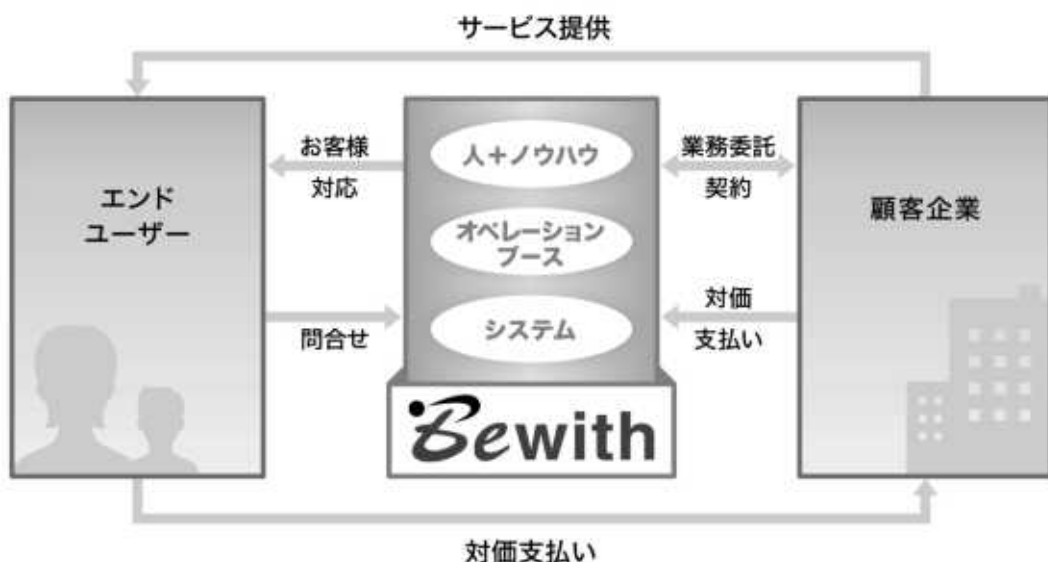 サービス提供
エンド
ユーザー
お客様
対応
問合せ
人+ノウハウ
オペレーション
ブース
システム
Bewith
業務委託
契約
対価
支払い
顧客企業
対価支払い